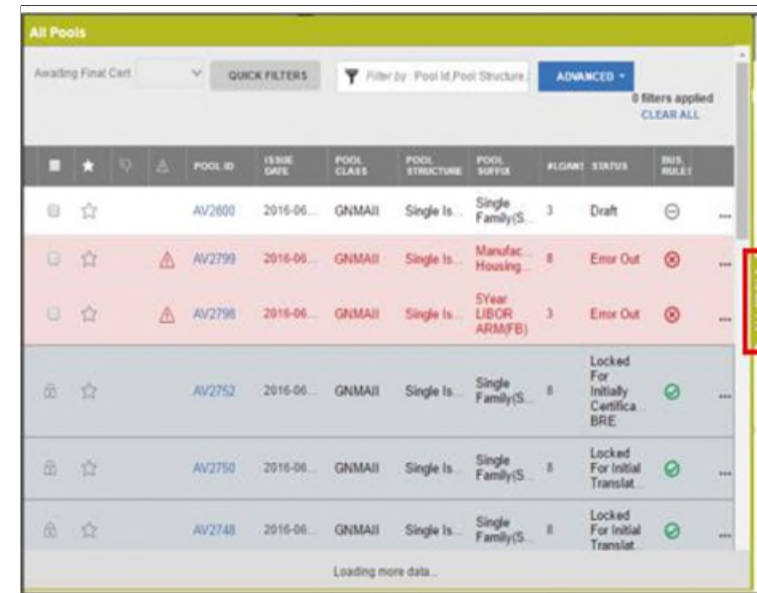 All Pools
Awaiting Final Cert QUICK FILTERS Filter by : Pool Id,Pool Structure, ADVANCED
0 filters applied
CLEAR ALL
POOL ID ISSUE DATE POOL CLASS POOL STRUCTURE POOL SUFFIX STATUS BUS.
AV2600 2016-06... GNMAII Single Is... Single Family(S... 3 Draft ...
AV2799 2016-06... GNMAII Single Is... Manufac... Housing... 8 Error Out ...
AV2798 2016-06... GNMAII Single Is... 5Year LIBOR ARM(FB) 3 Error Out ...
AV2752 2016-06... GNMAII Single Is... Single Family(S... 8 Locked For Initially Certifica... BRE ...
AV2750 2016-06... GNMAII Single Is... Single Family(S... 8 Locked For Initial Translat... ...
AV2748 2016-06... GNMAII Single Is... Single Family(S... 8 Locked For Initial Translat... ...
Loading more data...